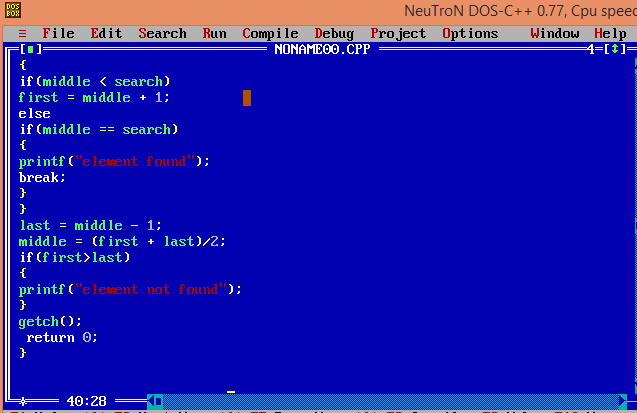 DOS
BOX
NeuTroN DOS-C++ 0.77, Cpu speed
≡ File Edit Search Run Compile Debug Project Options Window Help
[■] NONAME00.CPP 4=[↕]
{
if(middle < search)
first = middle + 1;
else
if(middle == search)
{
printf("element found");
break;
}
}
last = middle - 1;
middle = (first + last)/2;
if(first>last)
{
printf("element not found");
}
getch();
return 0;
}
40:28